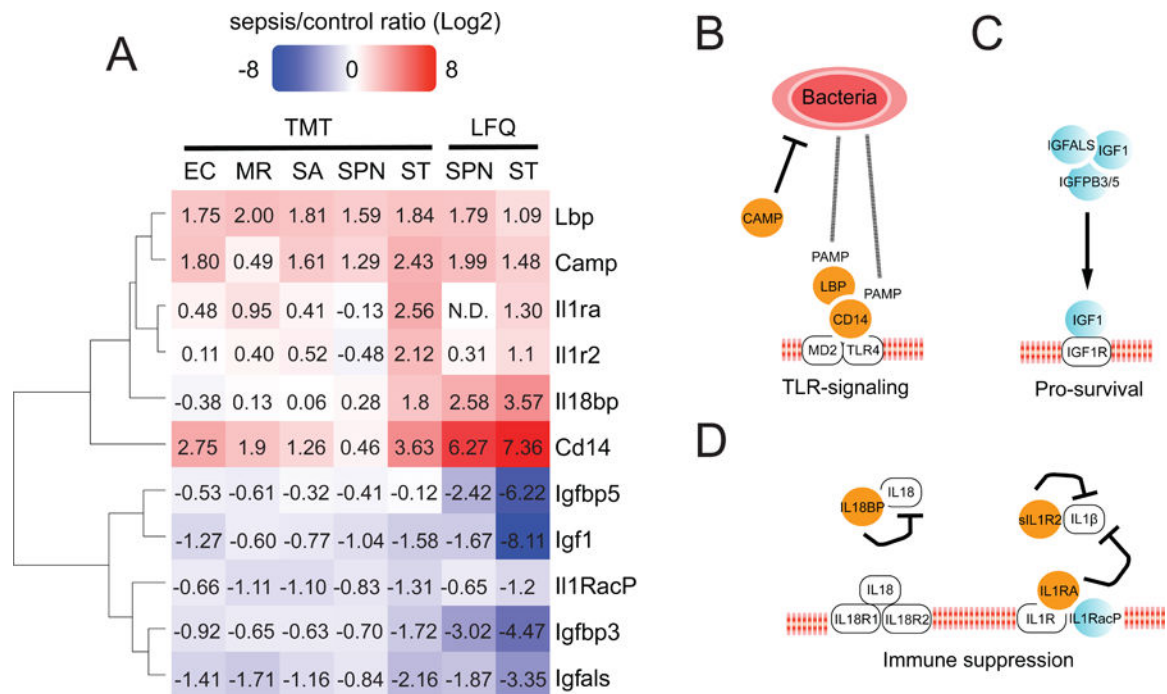 A
sepsis/control ratio (Log2)
-8 0 8
TMT LFQ
EC MR SA SPN ST SPN ST
1.75 2.00 1.81 1.59 1.84 1.79 1.09 Lbp
1.80 0.49 1.61 1.29 2.43 1.99 1.48 Camp
0.48 0.95 0.41 -0.13 2.56 N.D. 1.30 Il1ra
0.11 0.40 0.52 -0.48 2.12 0.31 1.1 Il1r2
-0.38 0.13 0.06 0.28 1.8 2.58 3.57 Il18bp
2.75 1.9 1.26 0.46 3.63 6.27 7.36 Cd14
-0.53 -0.61 -0.32 -0.41 -0.12 -2.42 -6.22 Igfbp5
-1.27 -0.60 -0.77 -1.04 -1.58 -1.67 -8.11 Igf1
-0.66 -1.11 -1.10 -0.83 -1.31 -0.65 -1.2 Il1RacP
-0.92 -0.65 -0.63 -0.70 -1.72 -3.02 -4.47 Igfbp3
-1.41 -1.71 -1.16 -0.84 -2.16 -1.87 -3.35 Igfals
B
Bacteria
CAMP
PAMP
LBP
PAMP
CD14
MD2 TLR4
TLR-signaling
C
IGFALS IGF1
IGFPB3/5
IGF1
IGF1R
Pro-survival
D
IL18BP IL18
sIL1R2 IL1β
IL18
IL18R1 IL18R2
IL1RA
IL1R IL1RacP
Immune suppression